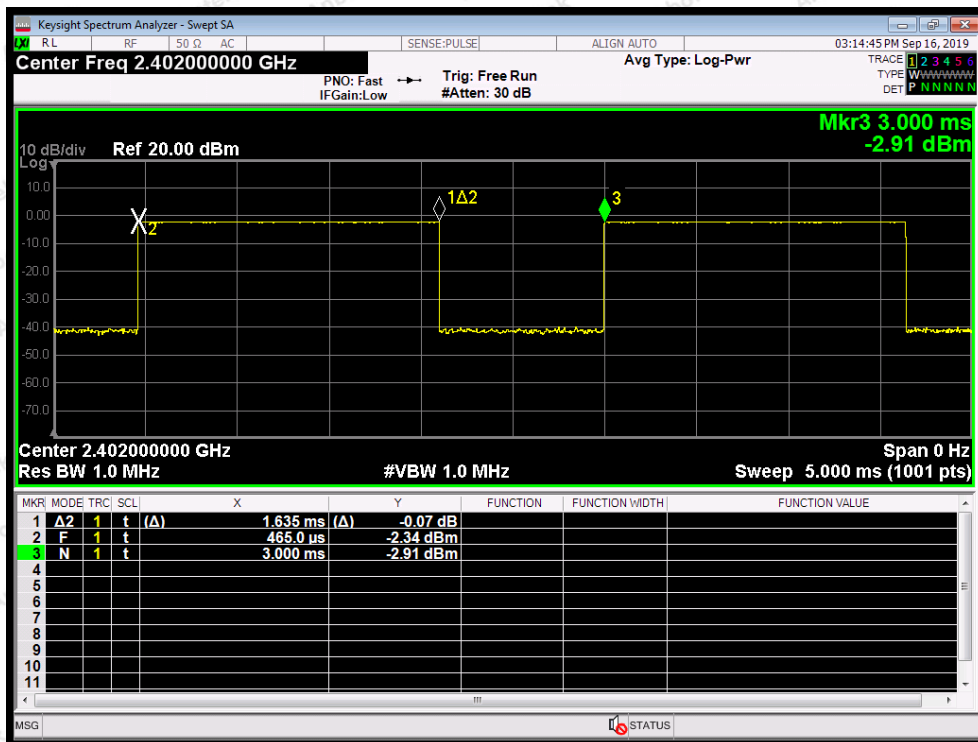 Keysight Spectrum Analyzer - Swept SA
LXI RL RF 50 Ω AC SENSE:PULSE ALIGN AUTO 03:14:45 PM Sep 16, 2019
Center Freq 2.402000000 GHz Avg Type: Log-Pwr TRACE 1 2 3 4 5 6
PNO: Fast Trig: Free Run TYPE WWWWWW
IFGain:Low #Atten: 30 dB DET P N N N N N
Mkr3 3.000 ms
10 dB/div Ref 20.00 dBm -2.91 dBm
Log
10.0
1Δ2 3
0.00
2
-10.0
-20.0
-30.0
-40.0
-50.0
-60.0
-70.0
Center 2.402000000 GHz Span 0 Hz
Res BW 1.0 MHz #VBW 1.0 MHz Sweep 5.000 ms (1001 pts)
MKR MODE TRC SCL X Y FUNCTION FUNCTION WIDTH FUNCTION VALUE
1 Δ2 1 t (Δ) 1.635 ms (Δ) -0.07 dB
2 F 1 t 465.0 µs -2.34 dBm
3 N 1 t 3.000 ms -2.91 dBm
4
5
6
7
8
9
10
11
MSG STATUS